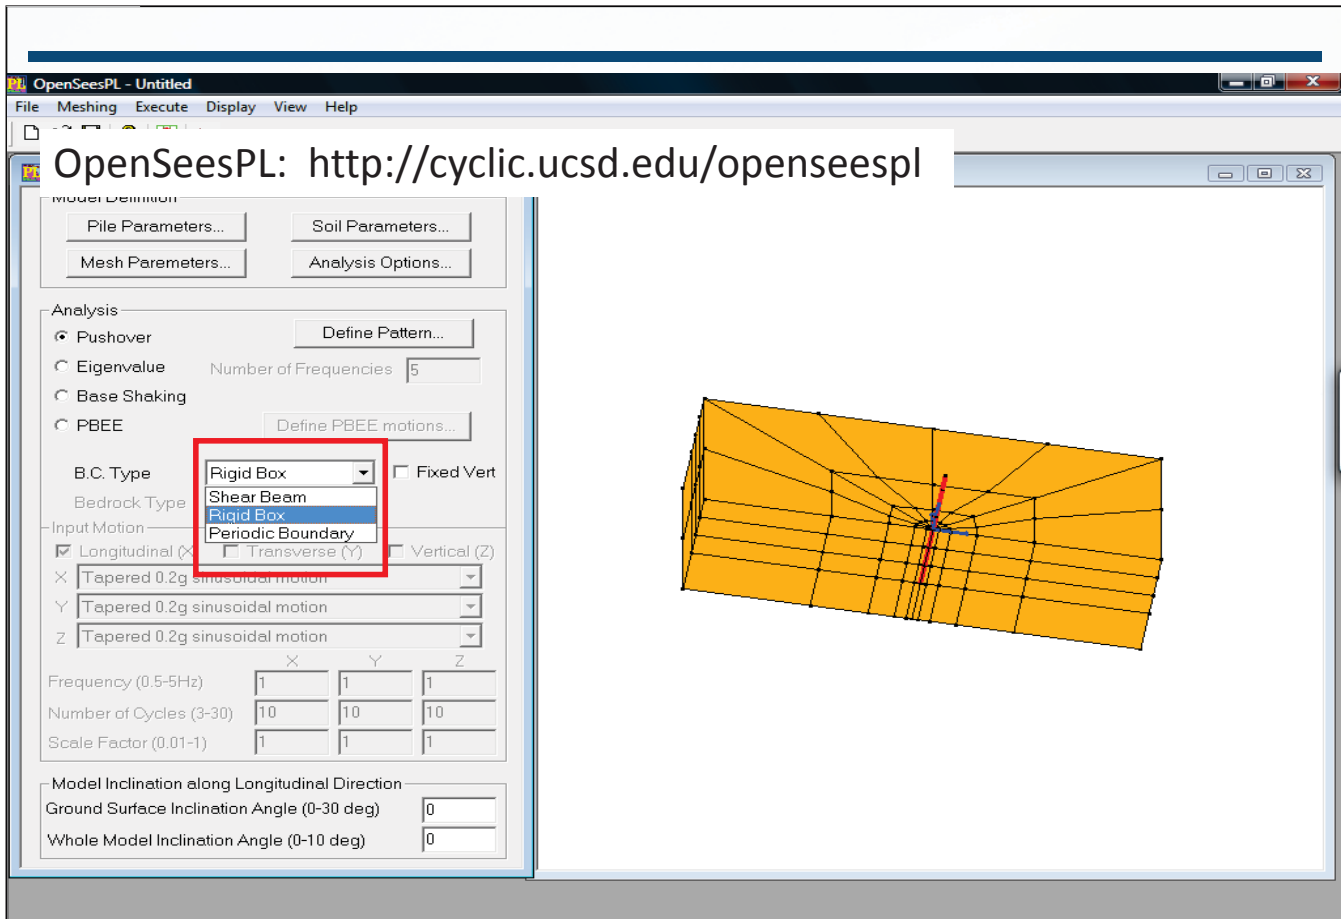 OpenSeesPL - Untitled
File Meshing Execute Display View Help
OpenSeesPL: http://cyclic.ucsd.edu/openseespl
Model Definition
Pile Parameters... Soil Parameters...
Mesh Paremeters... Analysis Options...
Analysis
Pushover Define Pattern...
Eigenvalue Number of Frequencies 5
Base Shaking
PBEE Define PBEE motions...
B.C. Type Rigid Box Fixed Vert
Shear Beam
Bedrock Type Rigid Box
Input Motion Periodic Boundary
Longitudinal (X Transverse (Y) Vertical (Z)
X Tapered 0.2g sinusoidal motion
Y Tapered 0.2g sinusoidal motion
Z Tapered 0.2g sinusoidal motion
X Y Z
Frequency (0.5-5Hz) 1 1 1
Number of Cycles (3-30) 10 10 10
Scale Factor (0.01-1) 1 1 1
Model Inclination along Longitudinal Direction
Ground Surface Inclination Angle (0-30 deg) 0
Whole Model Inclination Angle (0-10 deg) 0